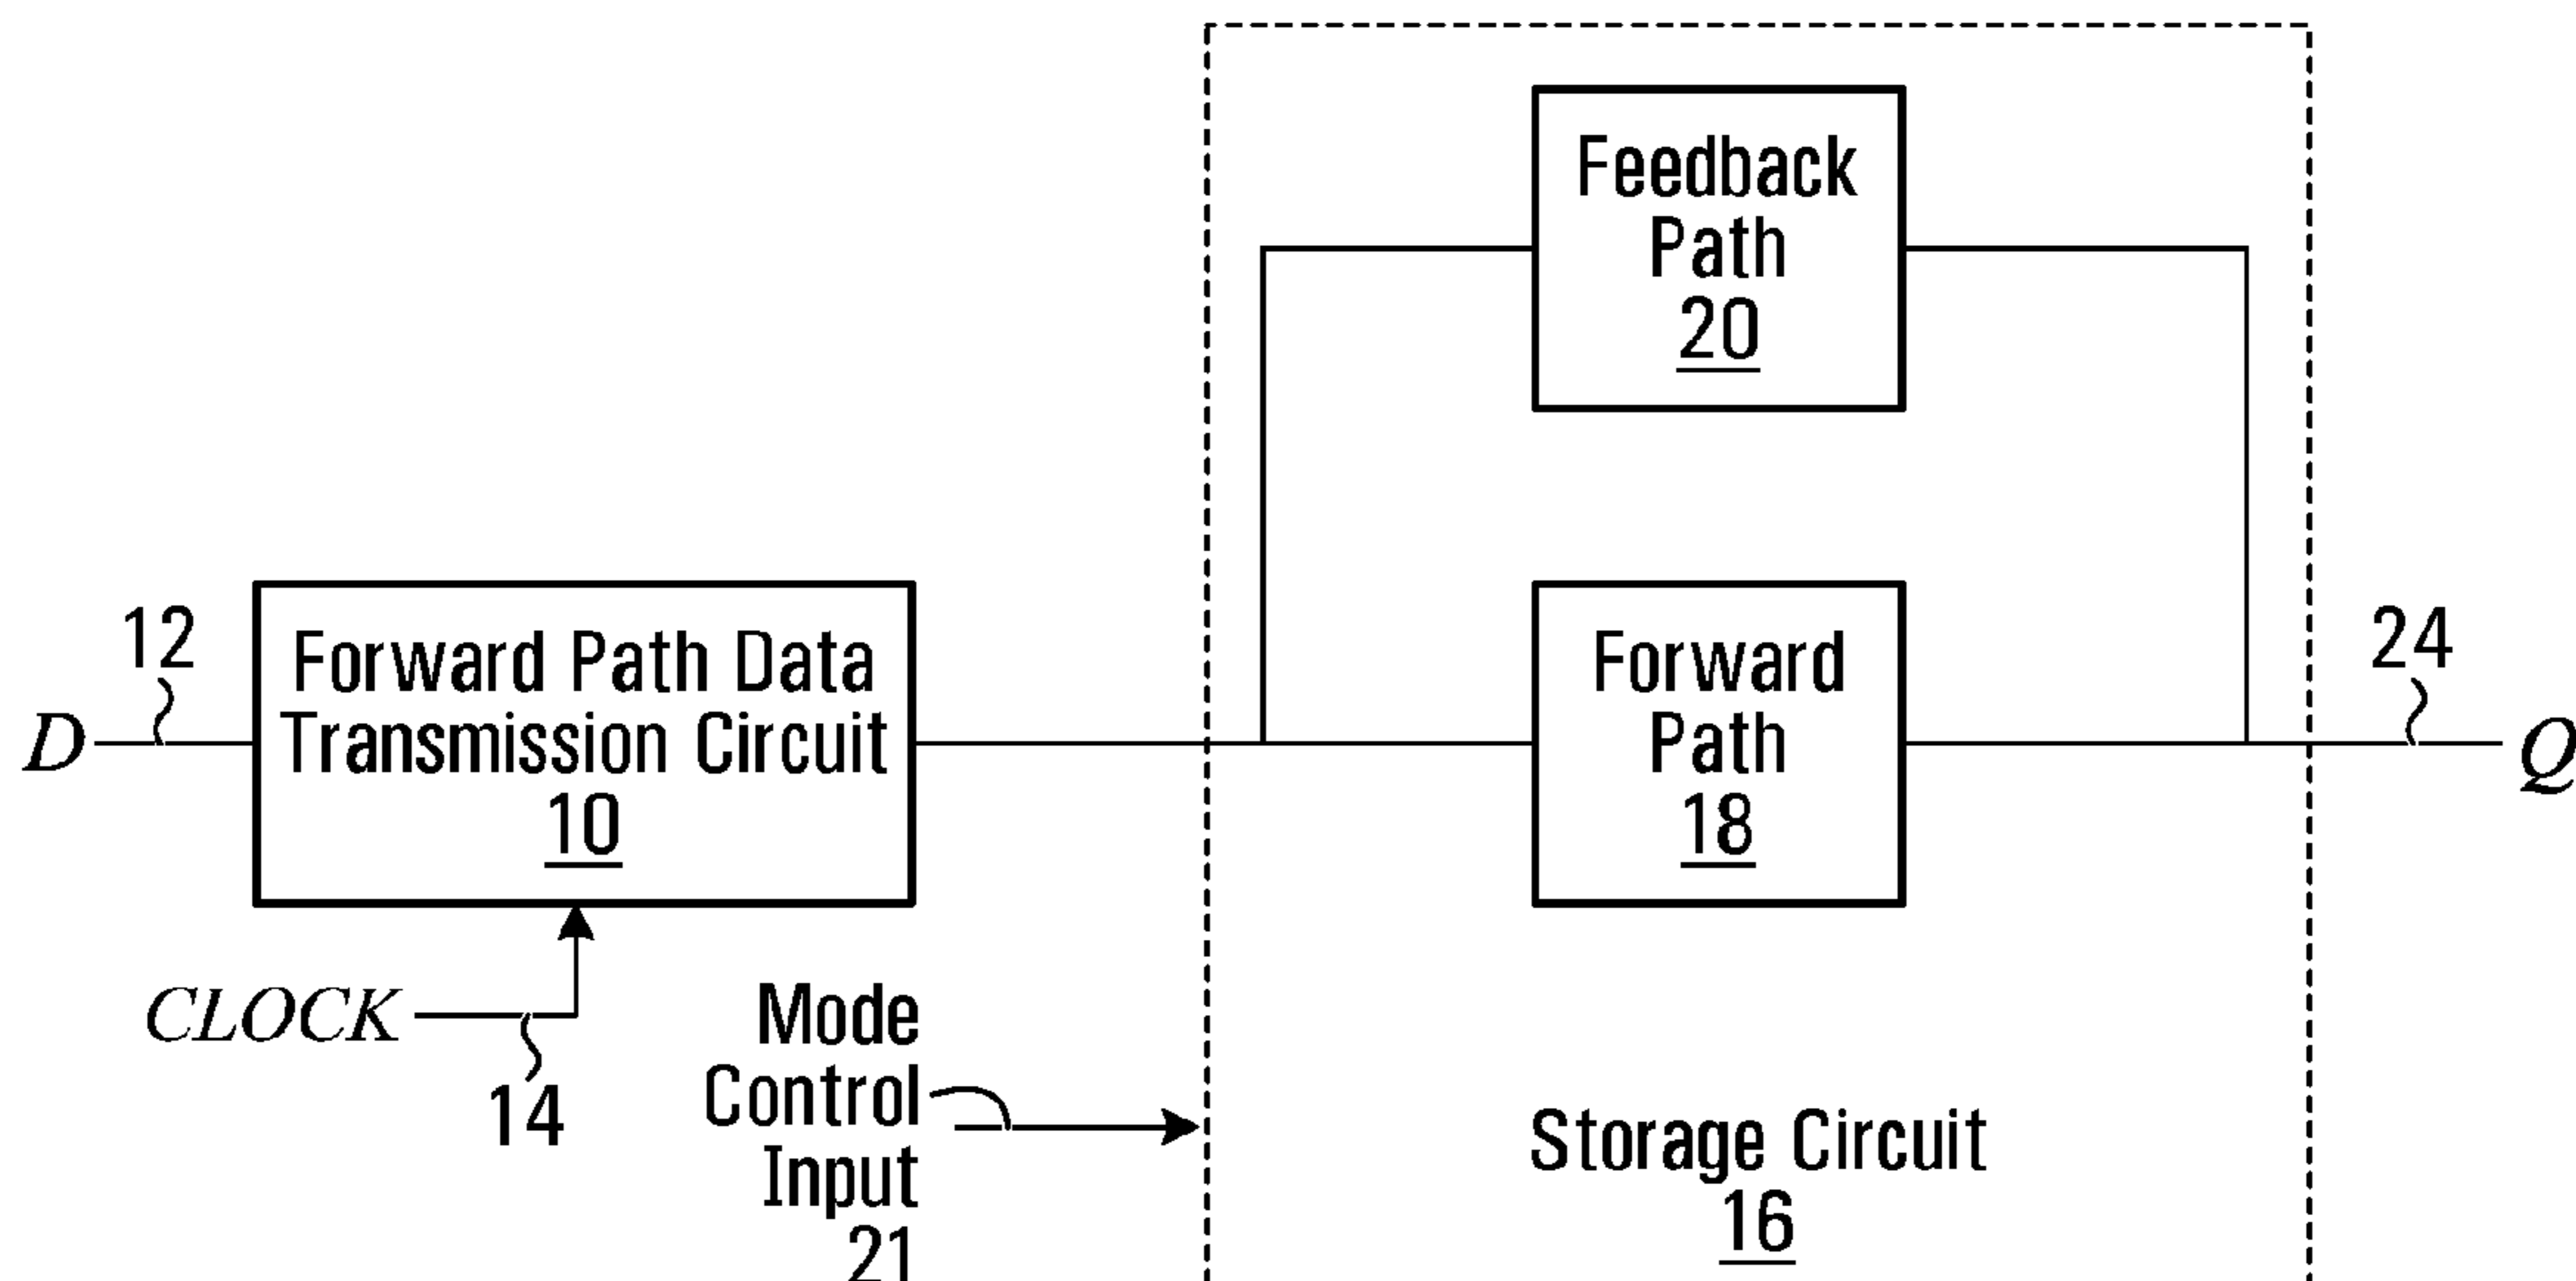 Feedback
Path
20
12
Forward Path Data
Transmission Circuit
10
Forward
Path
18
24
D
Q
CLOCK
14
Mode
Control
Input
21
Storage Circuit
16